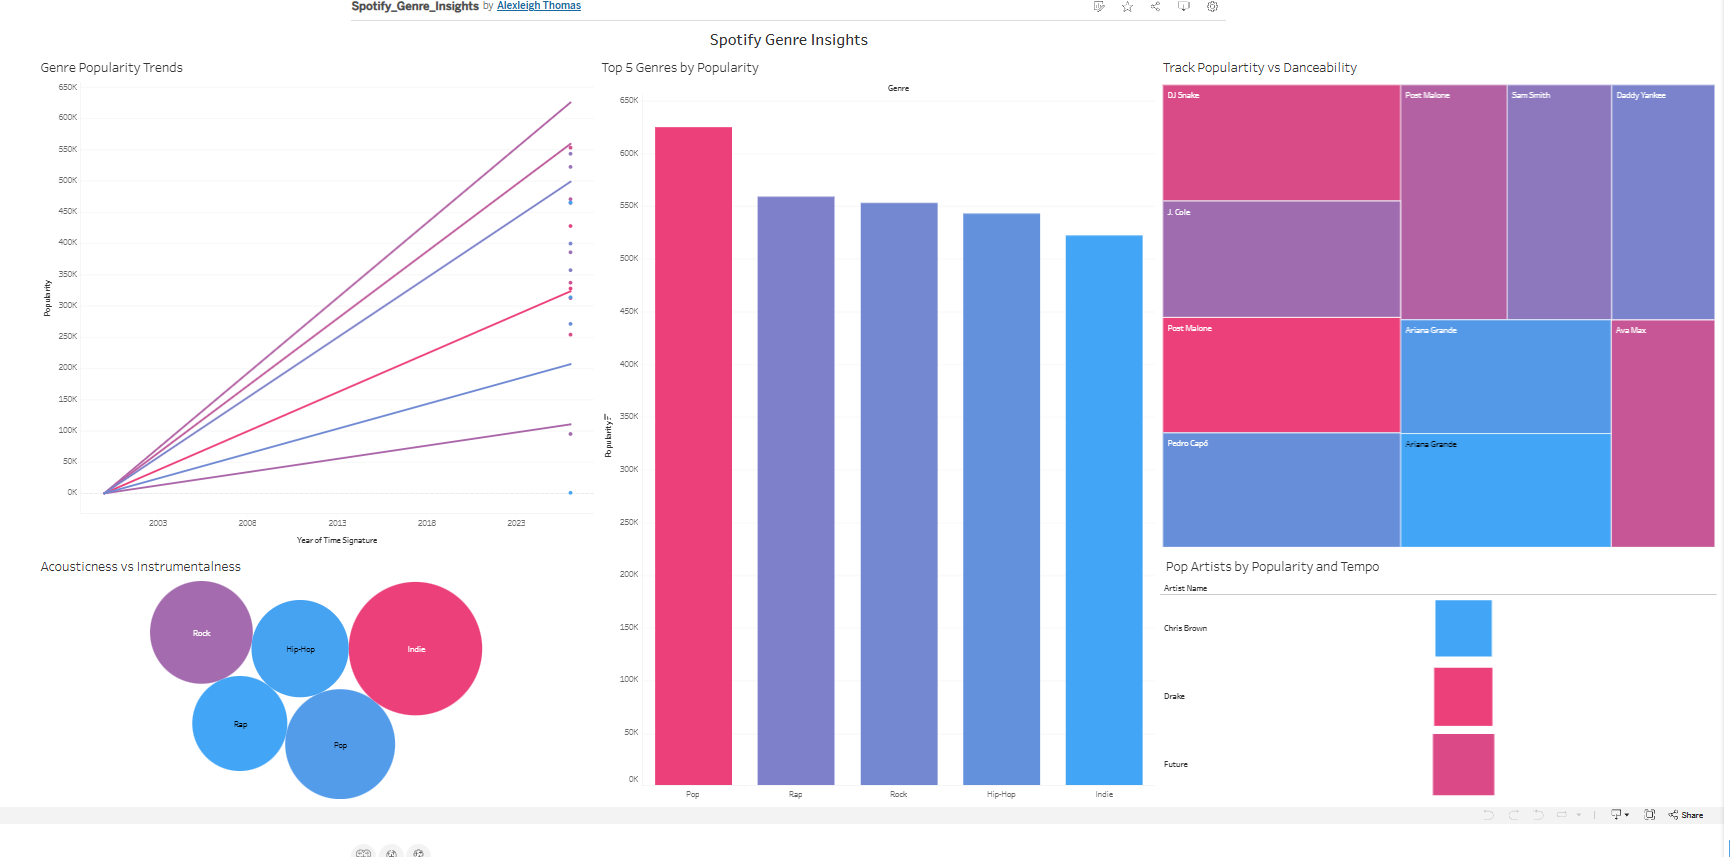 Spotify_Genre_Insights by Alexleigh Thomas
Spotify Genre Insights
Genre Popularity Trends
650K
600K
550K
500K
450K
400K
350K
300K
250K
200K
150K
100K
50K
0K
Popularity
2003
2008
2013
2018
2023
Year of Time Signature
Top 5 Genres by Popularity
Genre
650K
600K
550K
500K
450K
400K
350K
300K
250K
200K
150K
100K
50K
0K
Popularity
Pop
Rap
Rock
Hip-Hop
Indie
Track Populartity vs Danceability
DJ Snake
Post Malone
Sam Smith
Daddy Yankee
J. Cole
Post Malone
Ariana Grande
Ava Max
Pedro Capó
Ariana Grande
Acousticness vs Instrumentalness
Rock
Hip-Hop
Indie
Rap
Pop
Pop Artists by Popularity and Tempo
Artist Name
Chris Brown
Drake
Future
Share